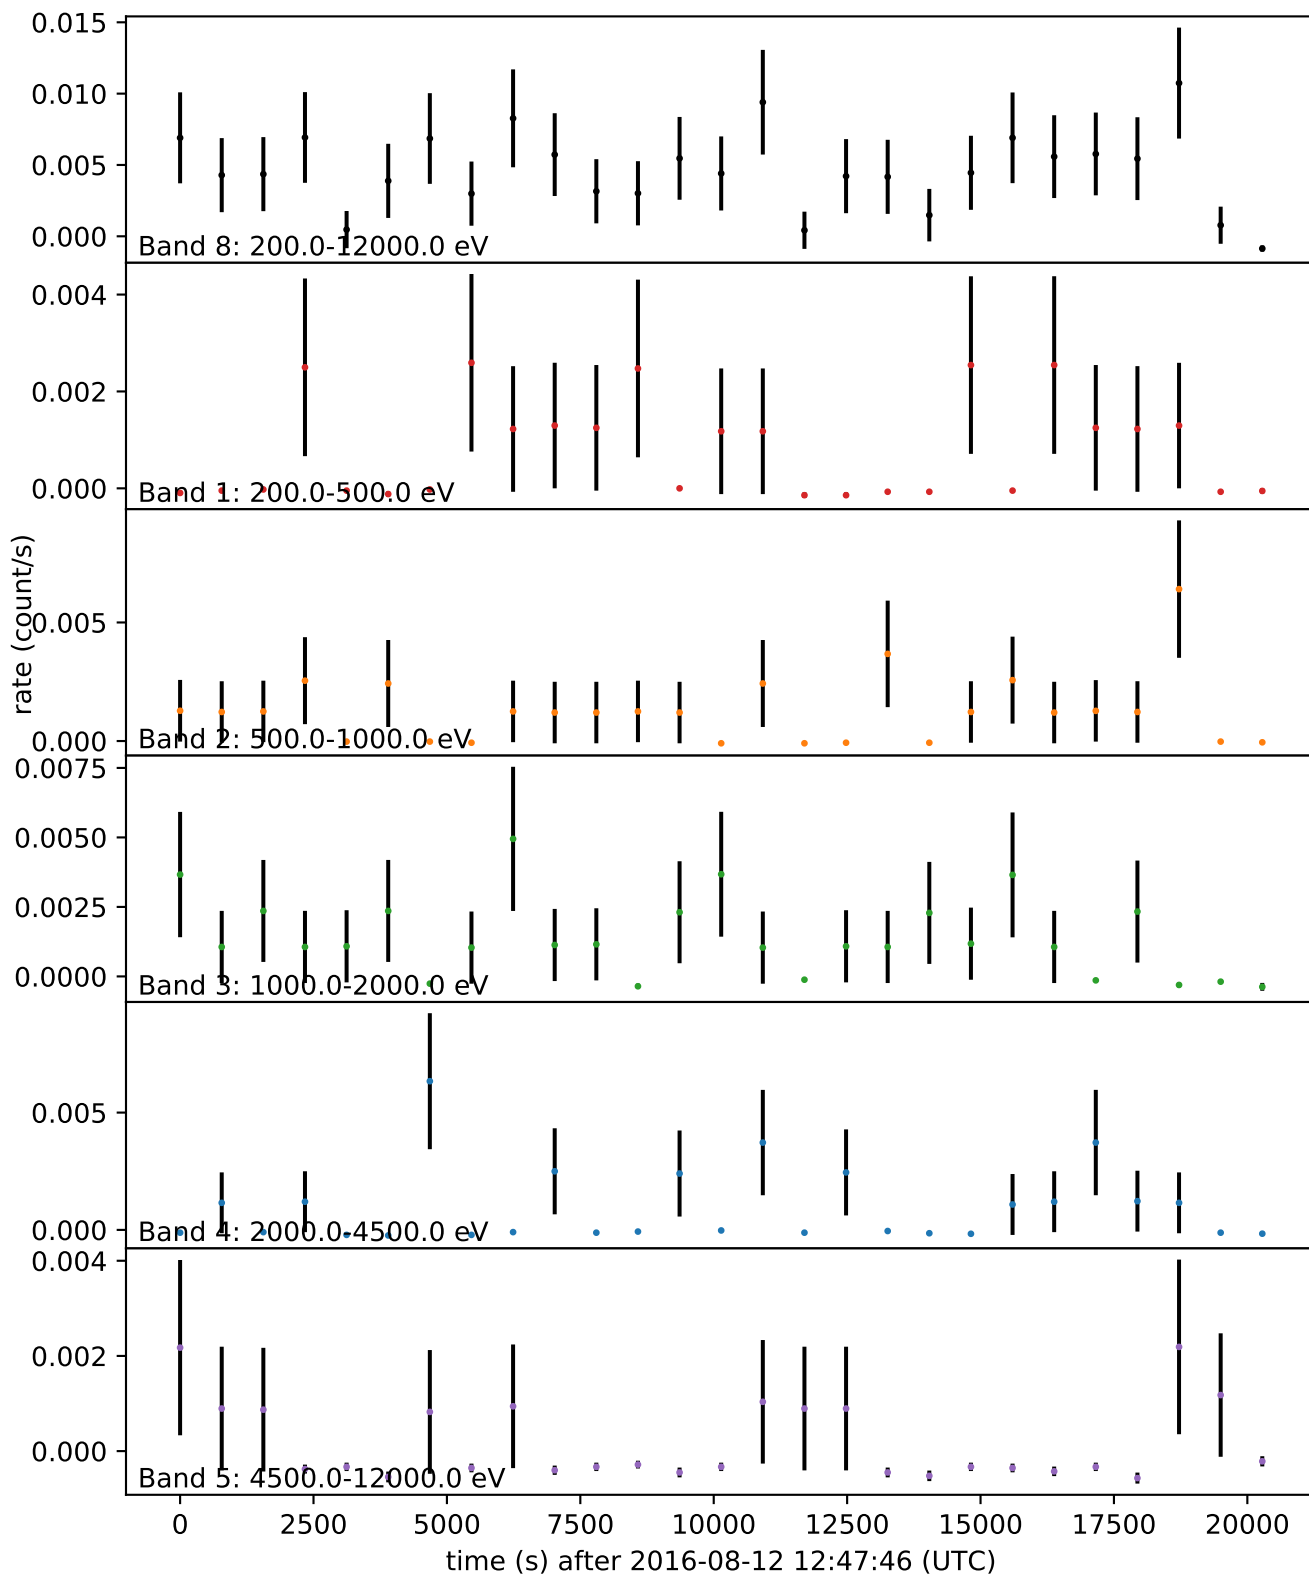 0.015
0.010
0.005
0.000
Band 8: 200.0-12000.0 eV
0.004
0.002
0.000
Band 1: 200.0-500.0 eV
rate (count/s)
0.005
0.000
Band 2: 500.0-1000.0 eV
0.0075
0.0050
0.0025
0.0000
Band 3: 1000.0-2000.0 eV
0.005
0.000
Band 4: 2000.0-4500.0 eV
0.004
0.002
0.000
Band 5: 4500.0-12000.0 eV
0 2500 5000 7500 10000 12500 15000 17500 20000
time (s) after 2016-08-12 12:47:46 (UTC)